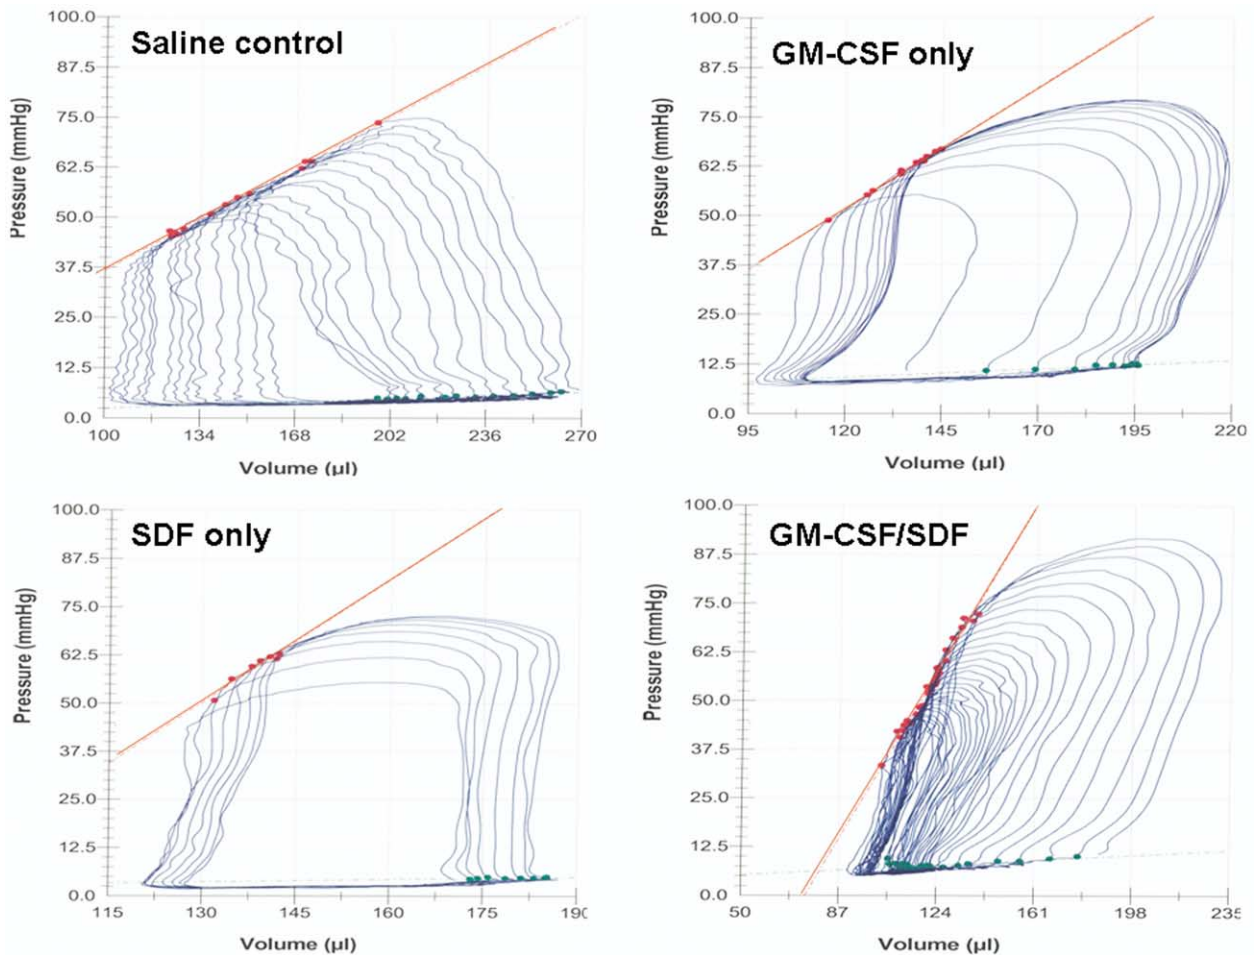 Saline control
Pressure (mmHg)
100.0
87.5
75.0
62.5
50.0
37.5
25.0
12.5
0.0
100 134 168 202 236 270
Volume (µl)
GM-CSF only
Pressure (mmHg)
100.0
87.5
75.0
62.5
50.0
37.5
25.0
12.5
0.0
95 120 145 170 195 220
Volume (µl)
SDF only
Pressure (mmHg)
100.0
87.5
75.0
62.5
50.0
37.5
25.0
12.5
0.0
115 130 145 160 175 190
Volume (µl)
GM-CSF/SDF
Pressure (mmHg)
100.0
87.5
75.0
62.5
50.0
37.5
25.0
12.5
0.0
50 87 124 161 198 235
Volume (µl)